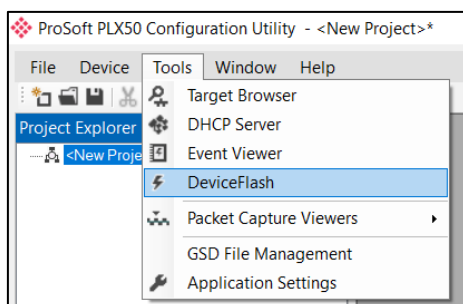 ProSoft PLX50 Configuration Utility - <New Project>*
File Device Tools Window Help
Target Browser
Project Explorer
DHCP Server
<New Proje
Event Viewer
DeviceFlash
Packet Capture Viewers
GSD File Management
Application Settings